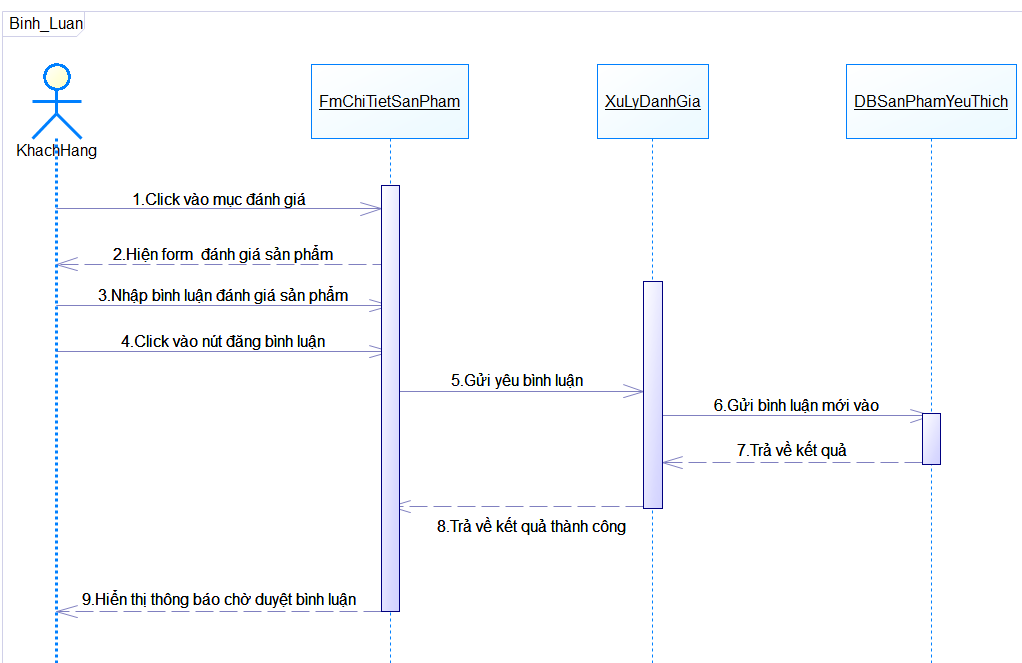 Binh_Luan
FmChiTietSanPham
XuLyDanhGia
DBSanPhamYeuThich
KhachHang
1.Click vào mục đánh giá
2.Hiện form  đánh giá sản phẩm
3.Nhập bình luận đánh giá sản phẩm
4.Click vào nút đăng bình luận
5.Gửi yêu bình luận
6.Gửi bình luận mới vào
7.Trả về kết quả
8.Trả về kết quả thành công
9.Hiển thị thông báo chờ duyệt bình luận